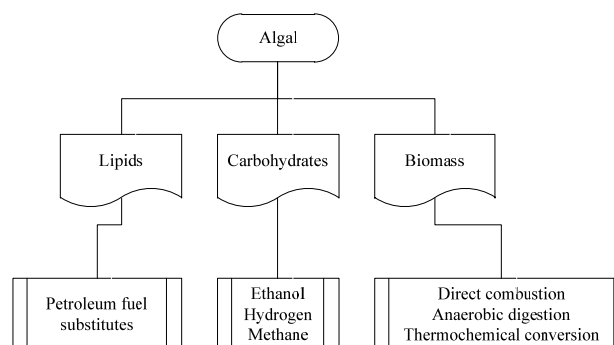 Algal
Lipids
Carbohydrates
Biomass
Petroleum fuel
substitutes
Ethanol
Hydrogen
Methane
Direct combustion
Anaerobic digestion
Thermochemical conversion